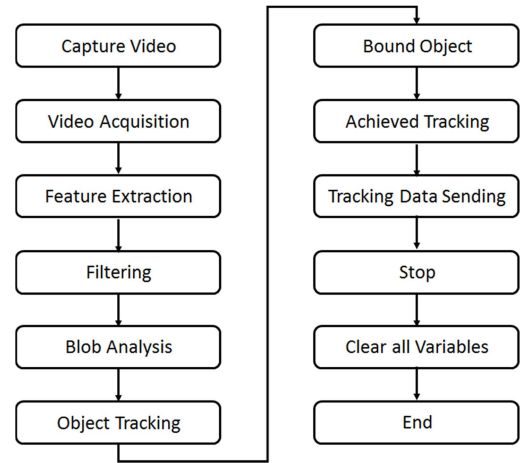 Capture Video
Video Acquisition
Feature Extraction
Filtering
Blob Analysis
Object Tracking
Bound Object
Achieved Tracking
Tracking Data Sending
Stop
Clear all Variables
End